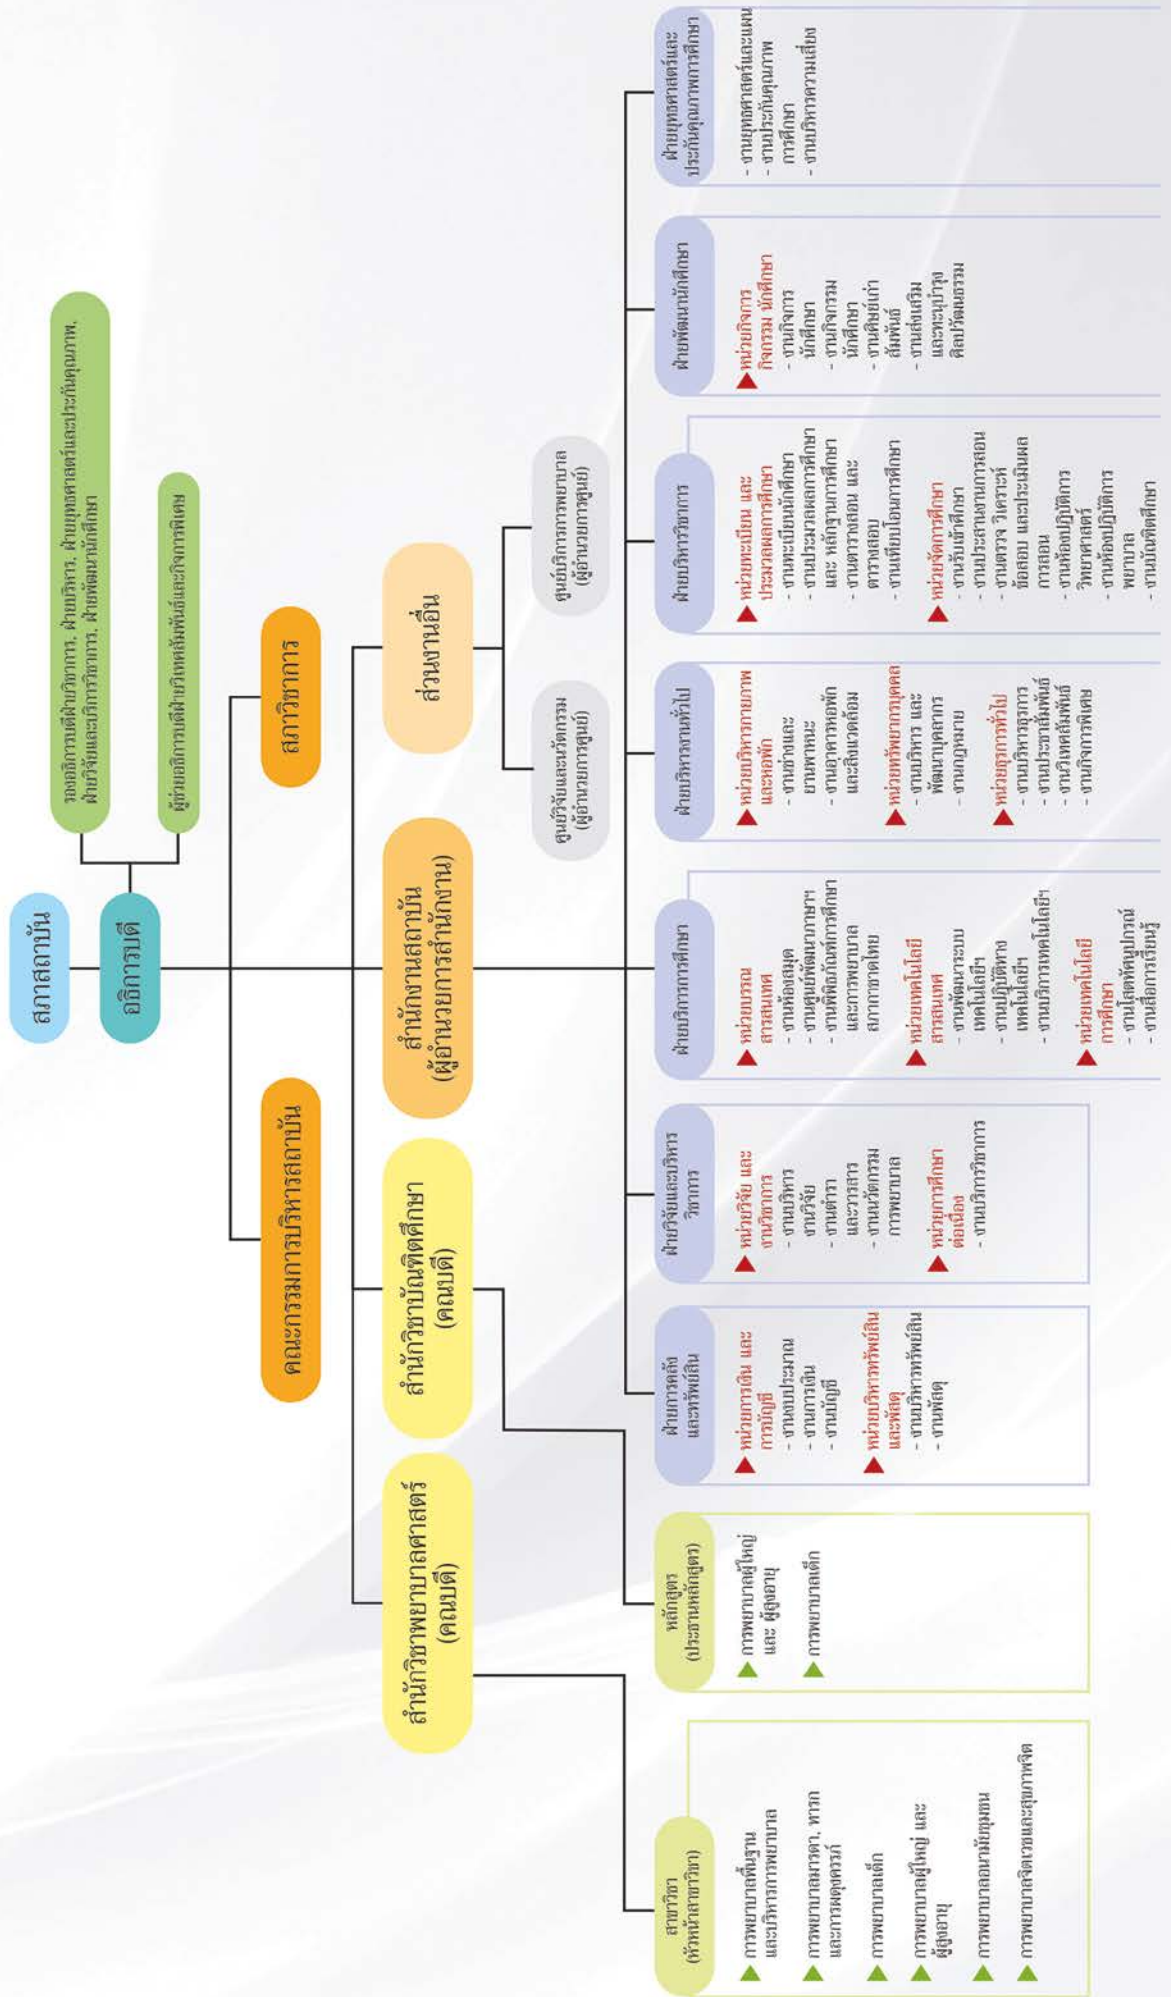 สภาสถาบัน
อธิการบดี
รองอธิการบดีฝ่ายวิชาการ, ฝ่ายบริหาร, ฝ่ายยุทธศาสตร์และประกันคุณภาพ,
ฝ่ายวิจัยและบริการวิชาการ, ฝ่ายพัฒนานักศึกษา
ผู้ช่วยอธิการบดีฝ่ายวิเทศสัมพันธ์และกิจการพิเศษ
คณะกรรมการบริหารสถาบัน
สภาวิชาการ
สำนักวิชาพยาบาลศาสตร์
(คณบดี)
สำนักวิชาบัณฑิตศึกษา
(คณบดี)
สำนักงานสถาบัน
(ผู้อำนวยการสำนักงาน)
ส่วนงานอื่น
ศูนย์วิจัยและนวัตกรรม
(ผู้อำนวยการศูนย์)
ศูนย์บริการการพยาบาล
(ผู้อำนวยการศูนย์)
สาขาวิชา
(หัวหน้าสาขาวิชา)
การพยาบาลพื้นฐาน
และบริหารการพยาบาล
การพยาบาลมารดา, ทารก
และการผดุงครรภ์
การพยาบาลเด็ก
การพยาบาลผู้ใหญ่ และ
ผู้สูงอายุ
การพยาบาลอนามัยชุมชน
การพยาบาลจิตเวชและสุขภาพจิต
หลักสูตร
(ประธานหลักสูตร)
การพยาบาลผู้ใหญ่
และ ผู้สูงอายุ
การพยาบาลเด็ก
ฝ่ายการคลัง
และทรัพย์สิน
หน่วยการเงิน และ
การบัญชี
- งานงบประมาณ
- งานการเงิน
- งานบัญชี
หน่วยบริหารทรัพย์สิน
และพัสดุ
- งานบริหารทรัพย์สิน
- งานพัสดุ
ฝ่ายวิจัยและบริหาร
วิชาการ
หน่วยวิจัย และ
งานวิชาการ
- งานบริหาร
งานวิจัย
- งานตำรา
และวารสาร
- งานนวัตกรรม
การพยาบาล
หน่วยการศึกษา
ต่อเนื่อง
- งานบริการวิชาการ
ฝ่ายบริการการศึกษา
หน่วยบรรณ
สารสนเทศ
- งานห้องสมุด
- งานศูนย์พัฒนาภาษาฯ
- งานพิพิธภัณฑ์การศึกษา
และการพยาบาล
สภากาชาดไทย
หน่วยเทคโนโลยี
สารสนเทศ
- งานพัฒนาระบบ
เทคโนโลยีฯ
- งานปฏิบัติทาง
เทคโนโลยีฯ
- งานบริการเทคโนโลยีฯ
หน่วยเทคโนโลยี
การศึกษา
- งานโสตทัศนูปกรณ์
- งานสื่อการเรียนรู้
ฝ่ายบริหารงานทั่วไป
หน่วยบริหารกายภาพ
และหอพัก
- งานช่างและ
ยานพาหนะ
- งานอาคารหอพัก
และสิ่งแวดล้อม
หน่วยทรัพยากรบุคคล
- งานบริหาร และ
พัฒนาบุคลากร
- งานกฎหมาย
หน่วยธุรการทั่วไป
- งานบริหารธุรการ
- งานประชาสัมพันธ์
- งานวิเทศสัมพันธ์
- งานกิจการพิเศษ
ฝ่ายบริหารวิชาการ
หน่วยทะเบียน และ
ประมวลผลการศึกษา
- งานทะเบียนนักศึกษา
- งานประมวลผลการศึกษา
และ หลักฐานการศึกษา
- งานตารางสอน และ
ตารางสอบ
- งานเทียบโอนการศึกษา
หน่วยจัดการศึกษา
- งานรับเข้าศึกษา
- งานประสานงานการสอน
- งานตรวจ วิเคราะห์
ข้อสอบ และประเมินผล
การสอน
- งานห้องปฏิบัติการ
วิทยาศาสตร์
- งานห้องปฏิบัติการ
พยาบาล
- งานบัณฑิตศึกษา
ฝ่ายพัฒนานักศึกษา
หน่วยกิจการ
กิจกรรม นักศึกษา
- งานกิจการ
นักศึกษา
- งานกิจกรรม
นักศึกษา
- งานศิษย์เก่า
สัมพันธ์
- งานส่งเสริม
และทะนุบำรุง
ศิลปวัฒนธรรม
ฝ่ายยุทธศาสตร์และ
ประกันคุณภาพการศึกษา
- งานยุทธศาสตร์และแผน
- งานประกันคุณภาพ
การศึกษา
- งานบริหารความเสี่ยง